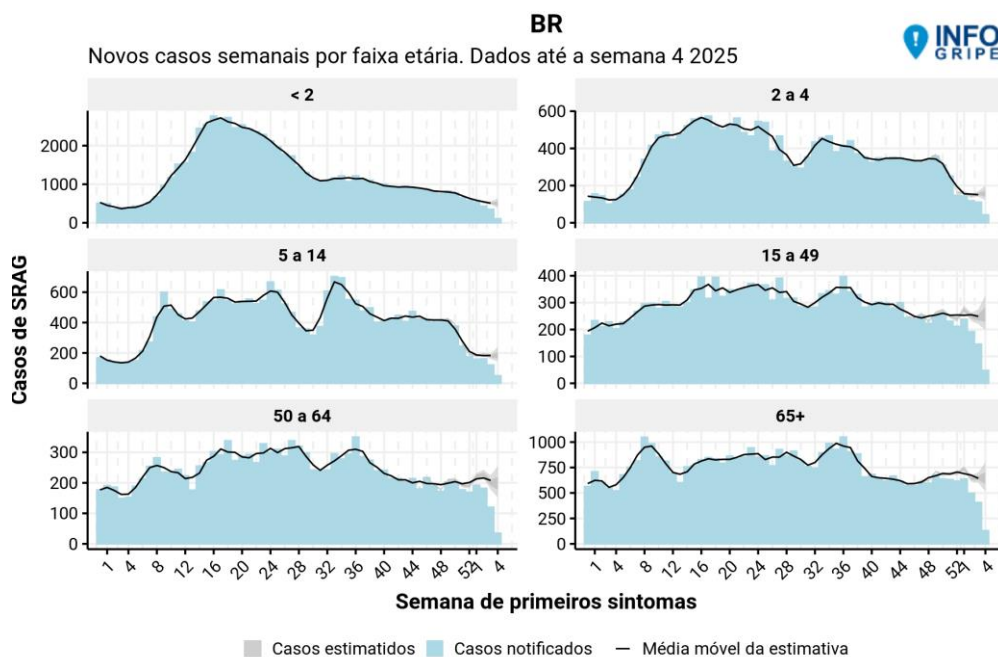 BR
Novos casos semanais por faixa etária. Dados até a semana 4 2025
INFO
GRIPE
Casos de SRAG
< 2
2000
1000
0
2 a 4
600
400
200
0
5 a 14
600
400
200
0
15 a 49
400
300
200
100
0
50 a 64
300
200
100
0
1 4 8 12 16 20 24 28 32 36 40 44 48 52 1 4
65+
1000
750
500
250
0
1 4 8 12 16 20 24 28 32 36 40 44 48 52 1 4
Semana de primeiros sintomas
Casos estimados Casos notificados Média móvel da estimativa